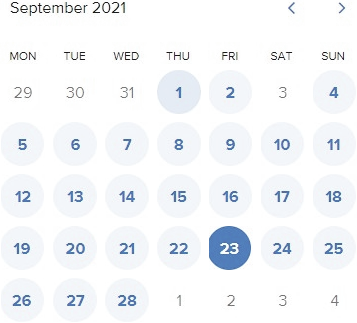 September 2021
MON TUE WED THU FRI SAT SUN
29 30 31 1 2 3 4
5 6 7 8 9 10 11
12 13 14 15 16 17 18
19 20 21 22 23 24 25
26 27 28 1 2 3 4